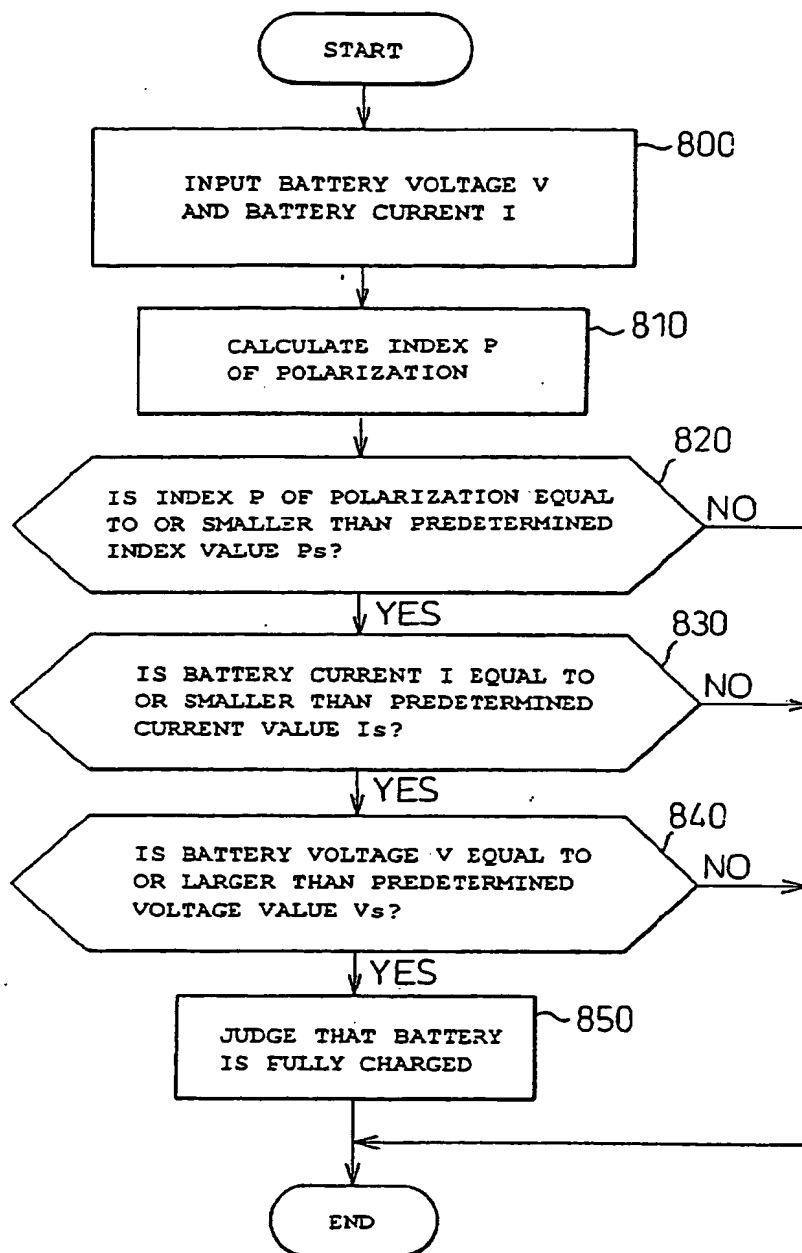 START
800
INPUT BATTERY VOLTAGE V
AND BATTERY CURRENT I
810
CALCULATE INDEX P
OF POLARIZATION
820
IS INDEX P OF POLARIZATION EQUAL
TO OR SMALLER THAN PREDETERMINED
INDEX VALUE Ps?
NO
YES
830
IS BATTERY CURRENT I EQUAL TO
OR SMALLER THAN PREDETERMINED
CURRENT VALUE Is?
NO
YES
840
IS BATTERY VOLTAGE V EQUAL TO
OR LARGER THAN PREDETERMINED
VOLTAGE VALUE Vs?
NO
YES
850
JUDGE THAT BATTERY
IS FULLY CHARGED
END